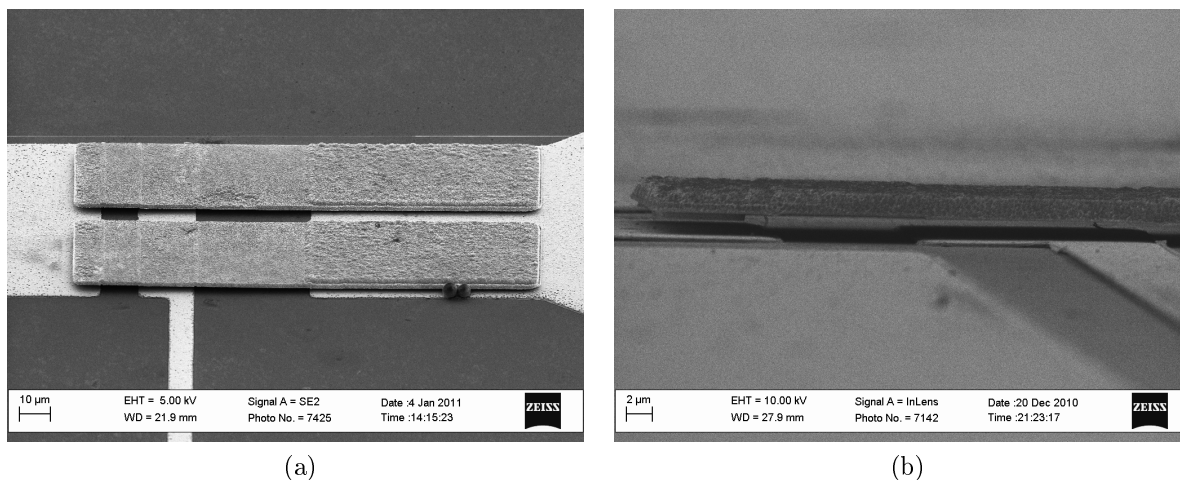 10 µm
EHT = 5.00 kV
Signal A = SE2
Date :4 Jan 2011
WD = 21.9 mm
Photo No. = 7425
Time :14:15:23
ZEISS
2 µm
EHT = 10.00 kV
Signal A = InLens
Date :20 Dec 2010
WD = 27.9 mm
Photo No. = 7142
Time :21:23:17
ZEISS
(a)
(b)